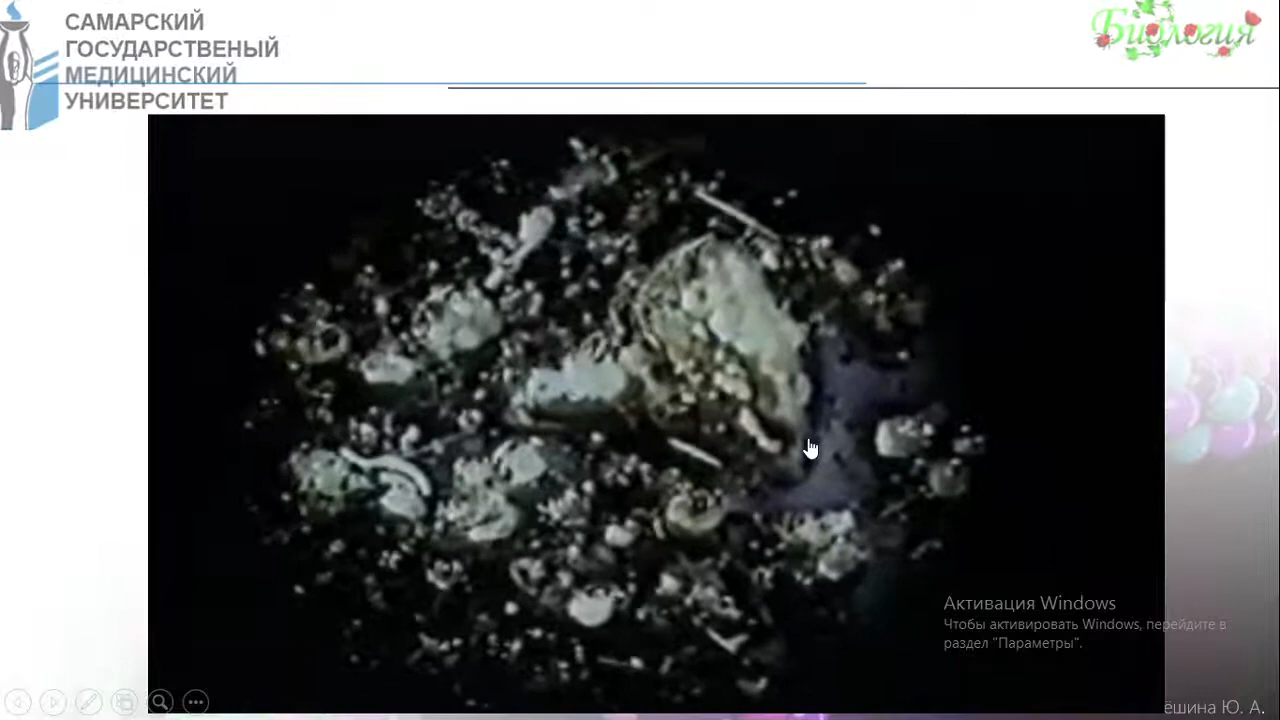 САМАРСКИЙ
ГОСУДАРСТВЕНЫЙ
МЕДИЦИНСКИЙ
УНИВЕРСИТЕТ
Биология
Активация Windows
Чтобы активировать Windows, перейдите в
раздел "Параметры".
ёшина Ю. А.